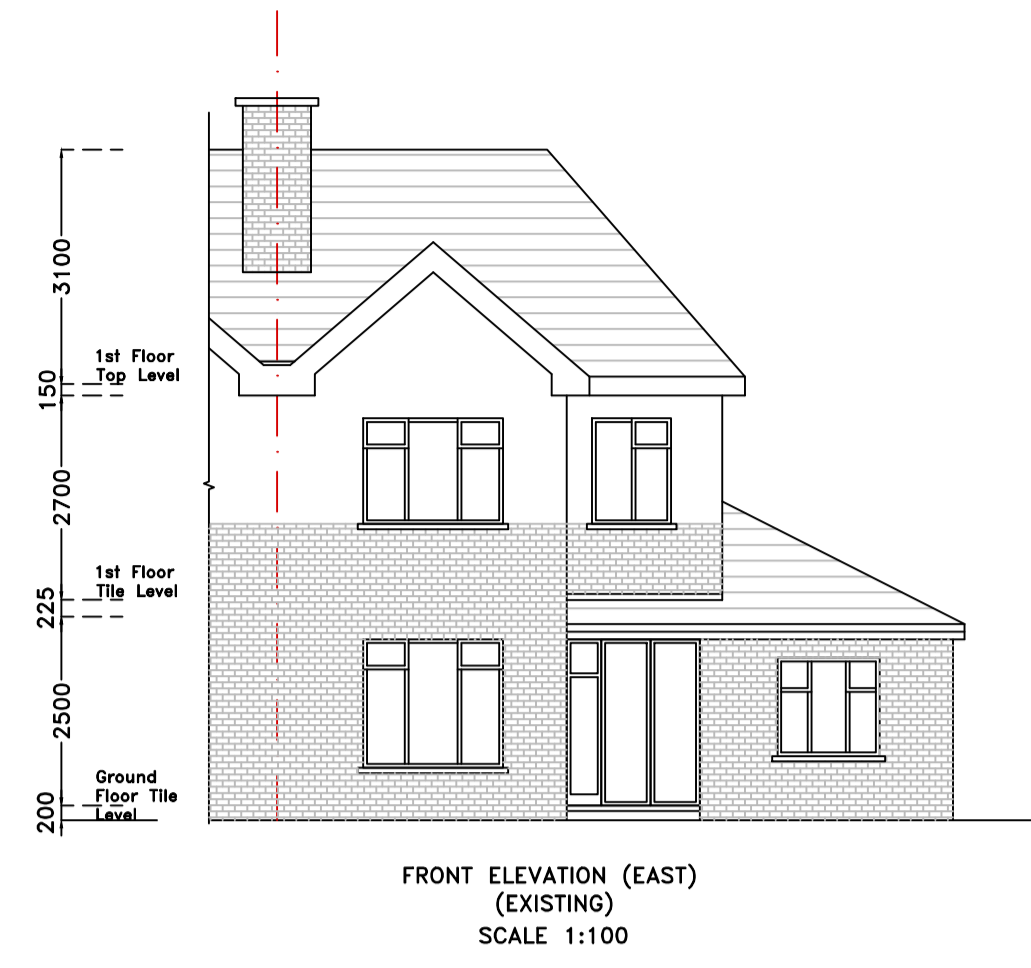 3100
1st Floor
Top Level
150
2700
1st Floor
Tile Level
225
2500
Ground
Floor Tile
Level
200
FRONT ELEVATION (EAST)
(EXISTING)
SCALE 1:100